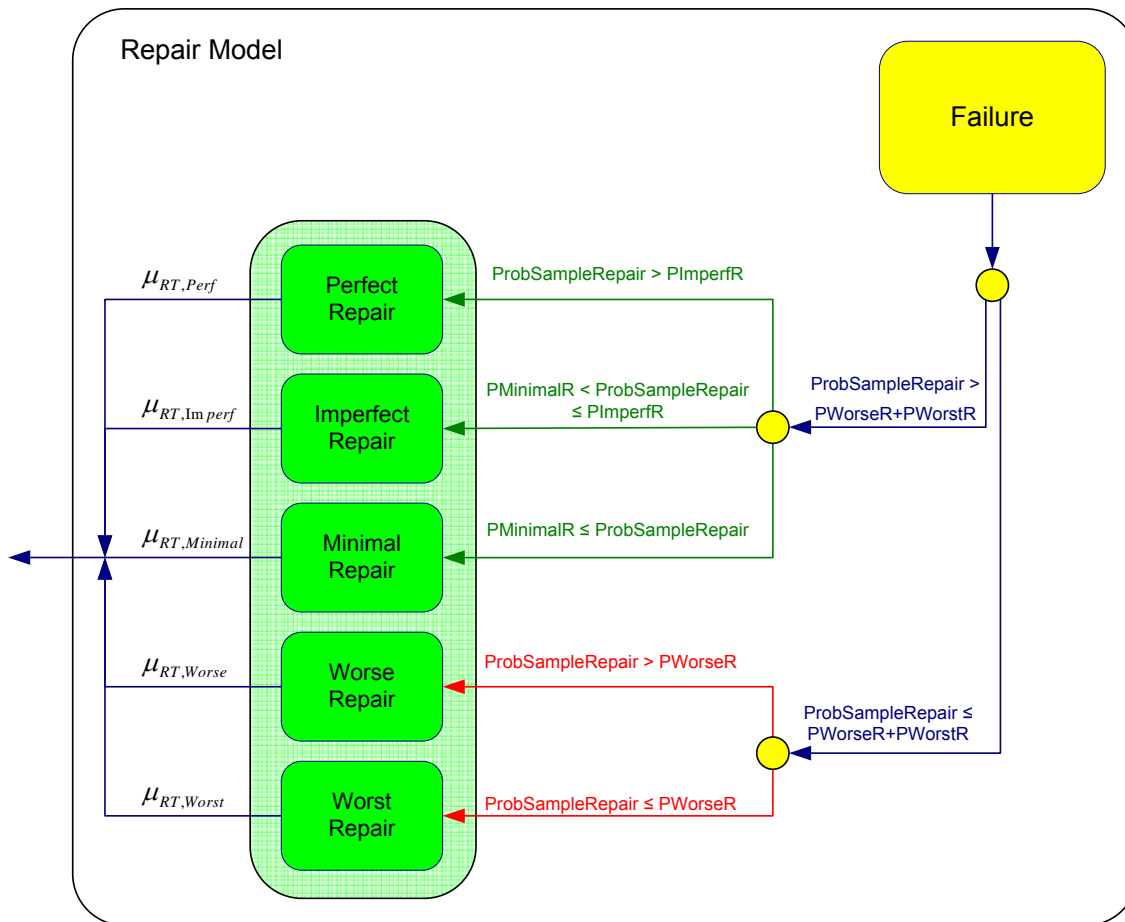 Repair Model
Failure
μRT,Perf
Perfect
Repair
ProbSampleRepair > PImperfR
ProbSampleRepair >
PWorseR+PWorstR
μRT,Imperf
Imperfect
Repair
PMinimalR < ProbSampleRepair
≤ PImperfR
μRT,Minimal
Minimal
Repair
PMinimalR ≤ ProbSampleRepair
μRT,Worse
Worse
Repair
ProbSampleRepair > PWorseR
ProbSampleRepair ≤
PWorseR+PWorstR
μRT,Worst
Worst
Repair
ProbSampleRepair ≤ PWorseR